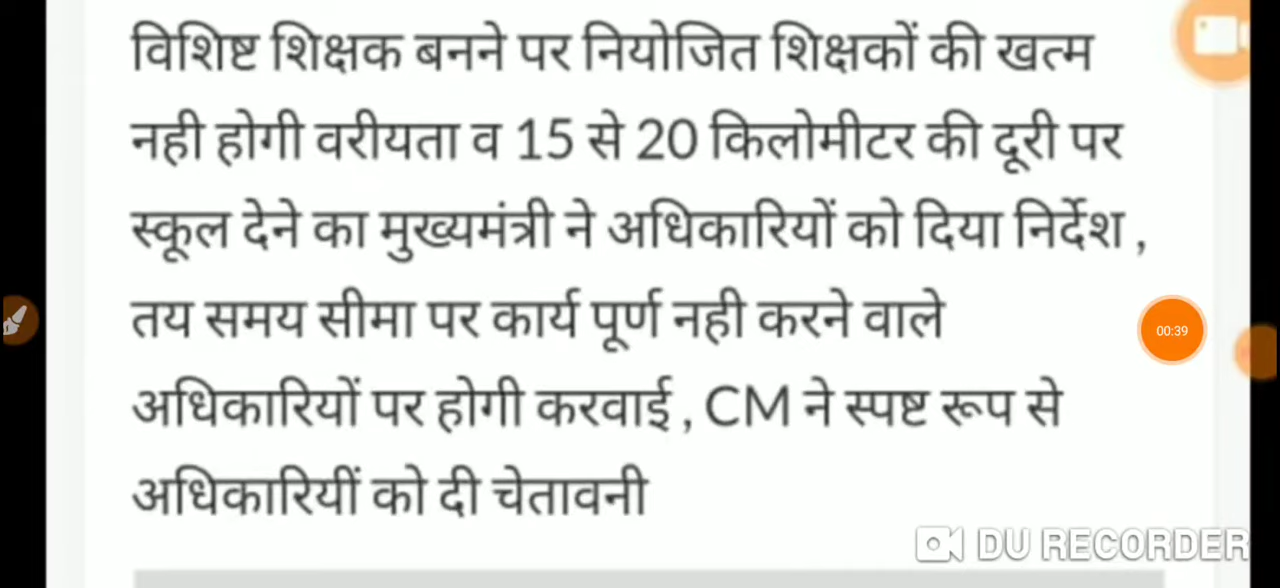 विशिष्ट शिक्षक बनने पर नियोजित शिक्षकों की खत्म
नही होगी वरीयता व 15 से 20 किलोमीटर की दूरी पर
स्कूल देने का मुख्यमंत्री ने अधिकारियों को दिया निर्देश ,
तय समय सीमा पर कार्य पूर्ण नही करने वाले
00:39
अधिकारियों पर होगी करवाई , CM ने स्पष्ट रूप से
अधिकारियीं को दी चेतावनी
DU RECORDER